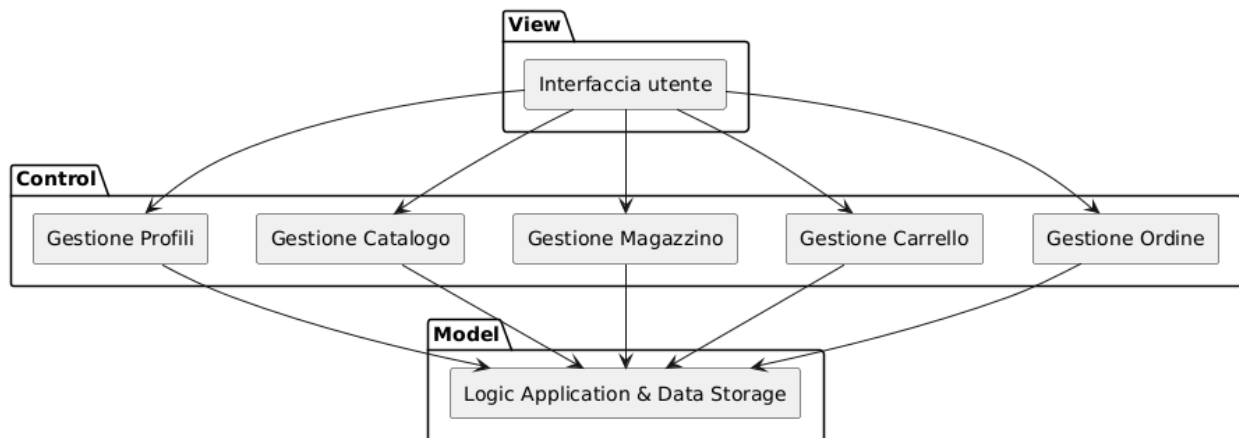 View
Interfaccia utente
Control
Gestione Profili
Gestione Catalogo
Gestione Magazzino
Gestione Carrello
Gestione Ordine
Model
Logic Application & Data Storage